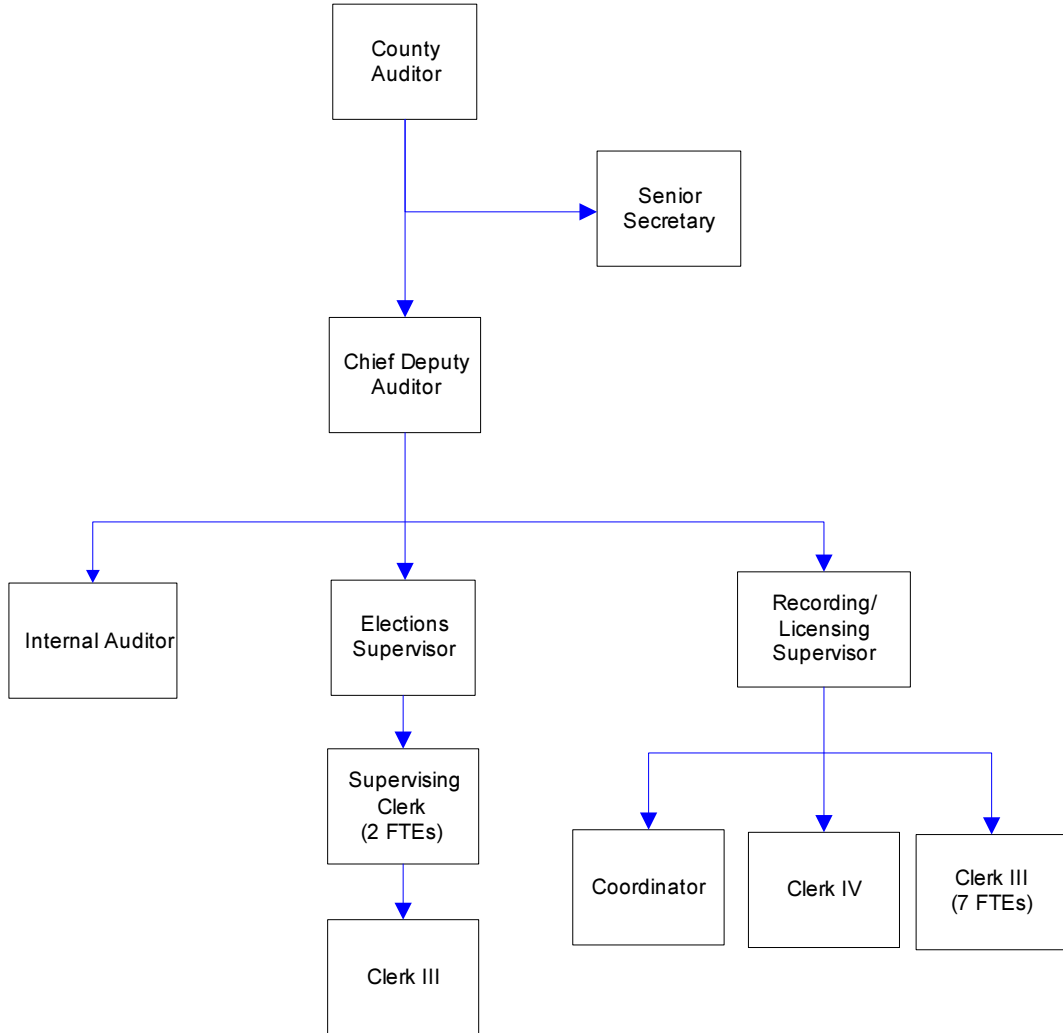 County
Auditor
Senior
Secretary
Chief Deputy
Auditor
Internal Auditor
Elections
Supervisor
Recording/
Licensing
Supervisor
Supervising
Clerk
(2 FTEs)
Coordinator
Clerk IV
Clerk III
(7 FTEs)
Clerk III